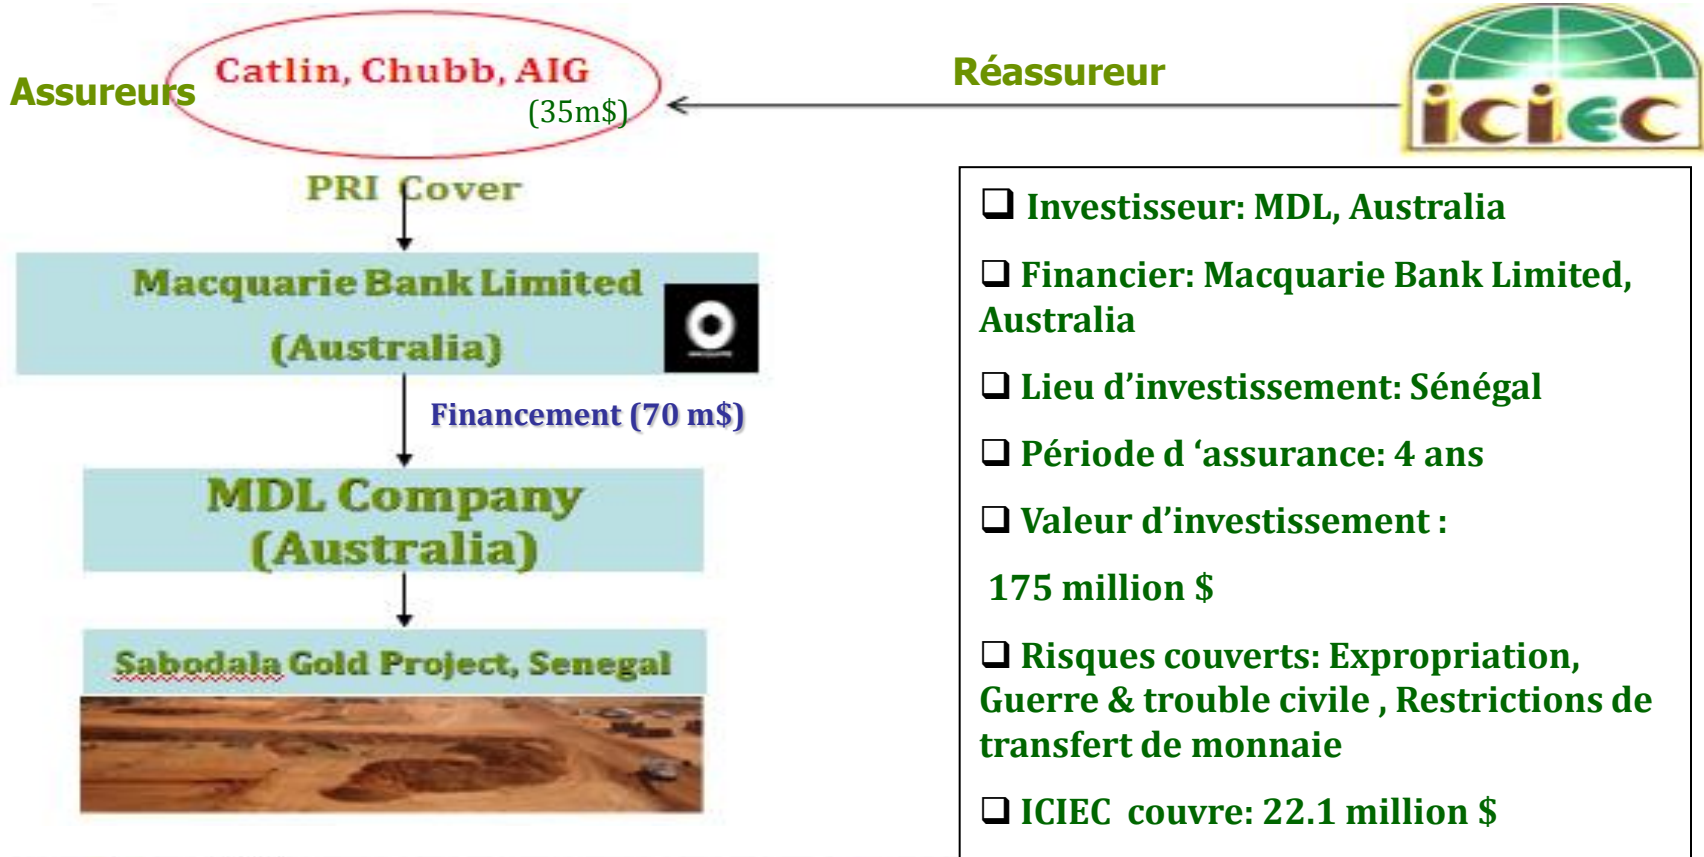 Assureurs
Catlin, Chubb, AIG
(35m$)
Réassureur
iciec
PRI Cover
Macquarie Bank Limited
(Australia)
Financement (70 m$)
MDL Company
(Australia)
Sabodala Gold Project, Senegal
❑ Investisseur: MDL, Australia
❑ Financier: Macquarie Bank Limited,
Australia
❑ Lieu d’investissement: Sénégal
❑ Période d ‘assurance: 4 ans
❑ Valeur d’investissement :
175 million $
❑ Risques couverts: Expropriation,
Guerre & trouble civile , Restrictions de
transfert de monnaie
❑ ICIEC couvre: 22.1 million $